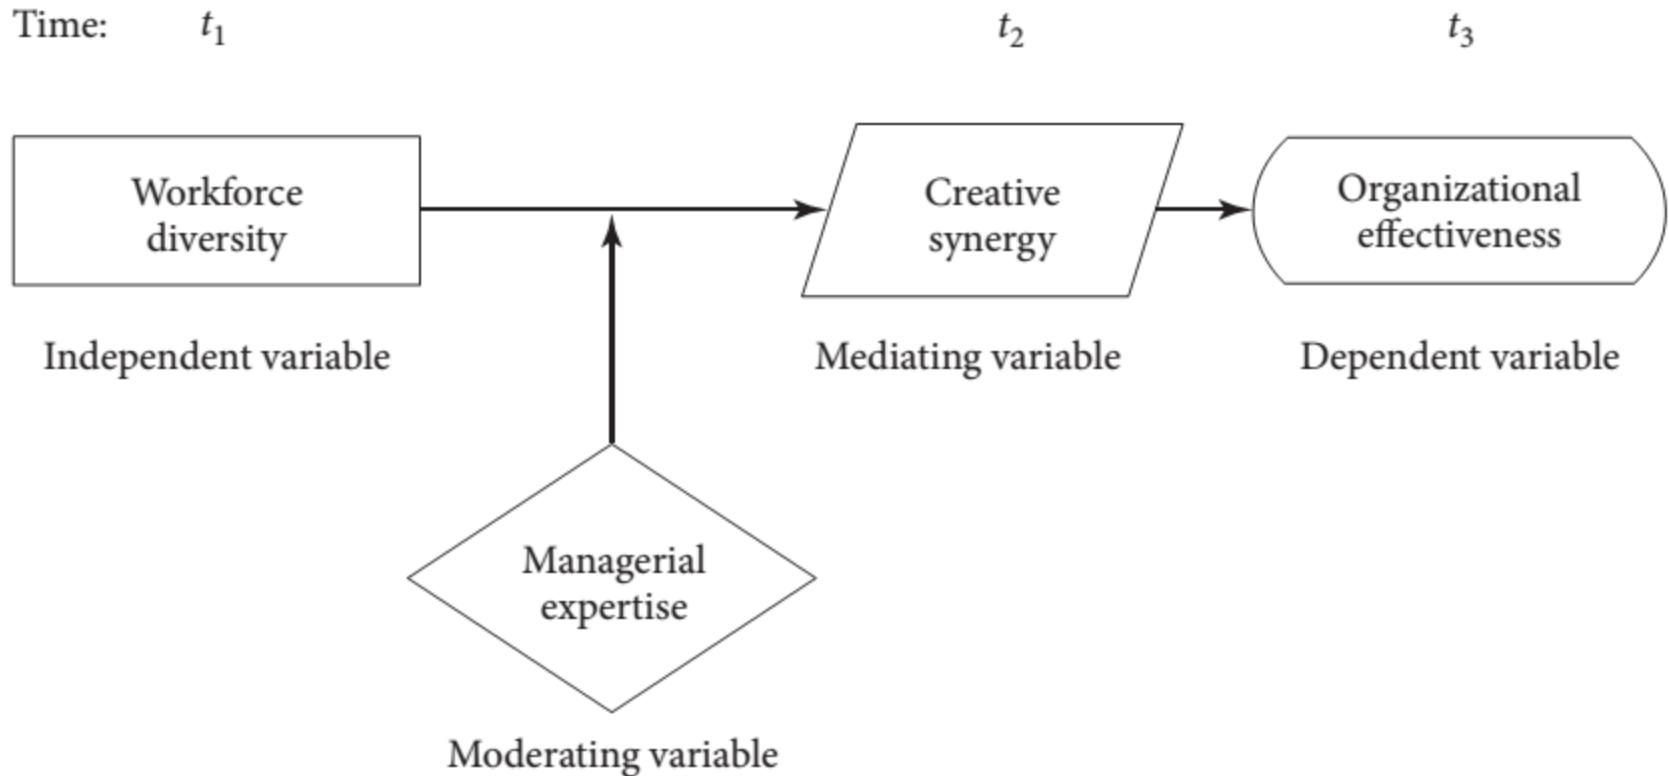 Time: t₁ t₂ t₃
Workforce
diversity
Creative
synergy
Organizational
effectiveness
Independent variable
Mediating variable
Dependent variable
Managerial
expertise
Moderating variable